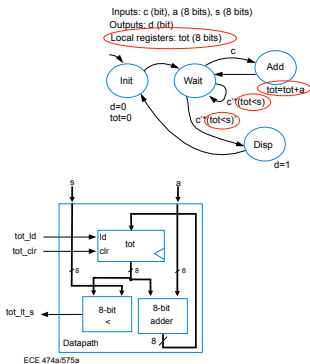 Inputs: c (bit), a (8 bits), s (8 bits)
Outputs: d (bit)
Local registers: tot (8 bits)
c
Init
Wait
Add
d=0
tot=0
c'*(tot<s)
tot=tot+a
c'*(tot<s)'
Disp
d=1
s
a
tot_ld
ld
tot
tot_clr
clr
8
8
8
tot_lt_s
8-bit
<
8-bit
adder
8
Datapath
ECE 474a/575a